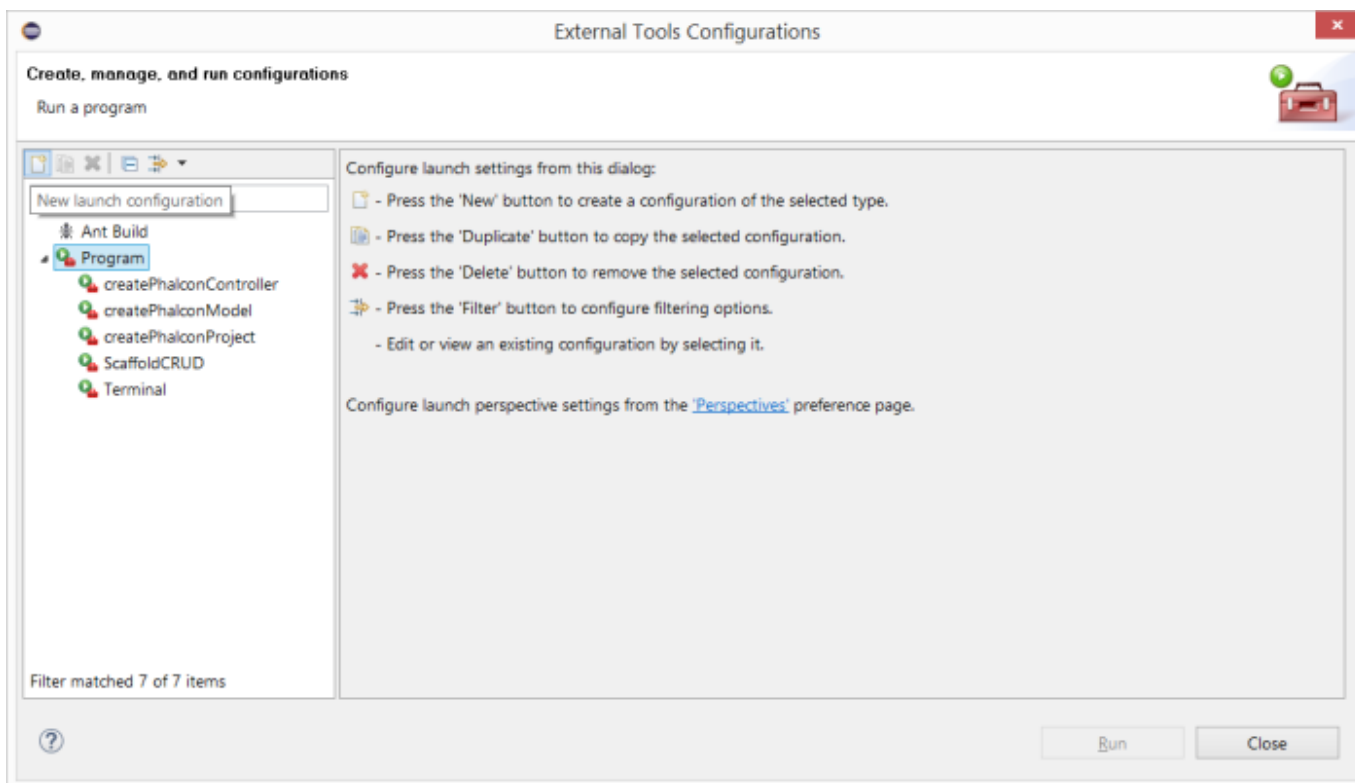 External Tools Configurations
Create, manage, and run configurations
Run a program
New launch configuration
Ant Build
Program
createPhalconController
createPhalconModel
createPhalconProject
ScaffoldCRUD
Terminal
Filter matched 7 of 7 items
Configure launch settings from this dialog:
- Press the 'New' button to create a configuration of the selected type.
- Press the 'Duplicate' button to copy the selected configuration.
- Press the 'Delete' button to remove the selected configuration.
- Press the 'Filter' button to configure filtering options.
- Edit or view an existing configuration by selecting it.
Configure launch perspective settings from the 'Perspectives' preference page.
Run
Close